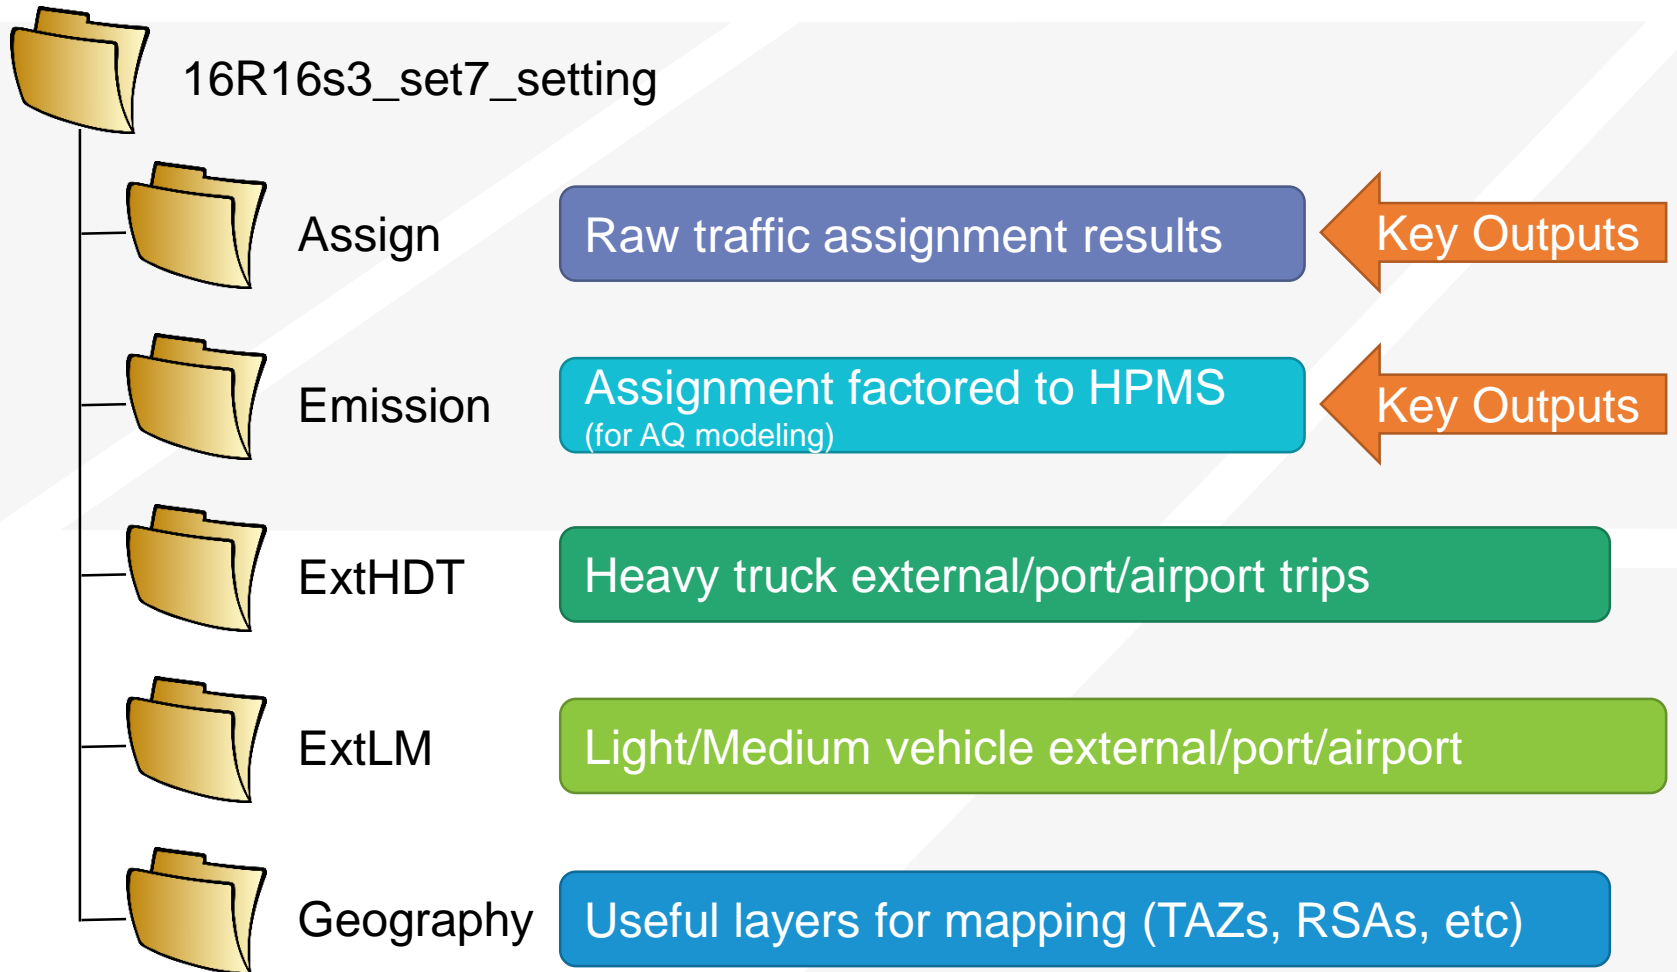 16R16s3_set7_setting
Assign
Raw traffic assignment results
Key Outputs
Emission
Assignment factored to HPMS
(for AQ modeling)
Key Outputs
ExtHDT
Heavy truck external/port/airport trips
ExtLM
Light/Medium vehicle external/port/airport
Geography
Useful layers for mapping (TAZs, RSAs, etc)